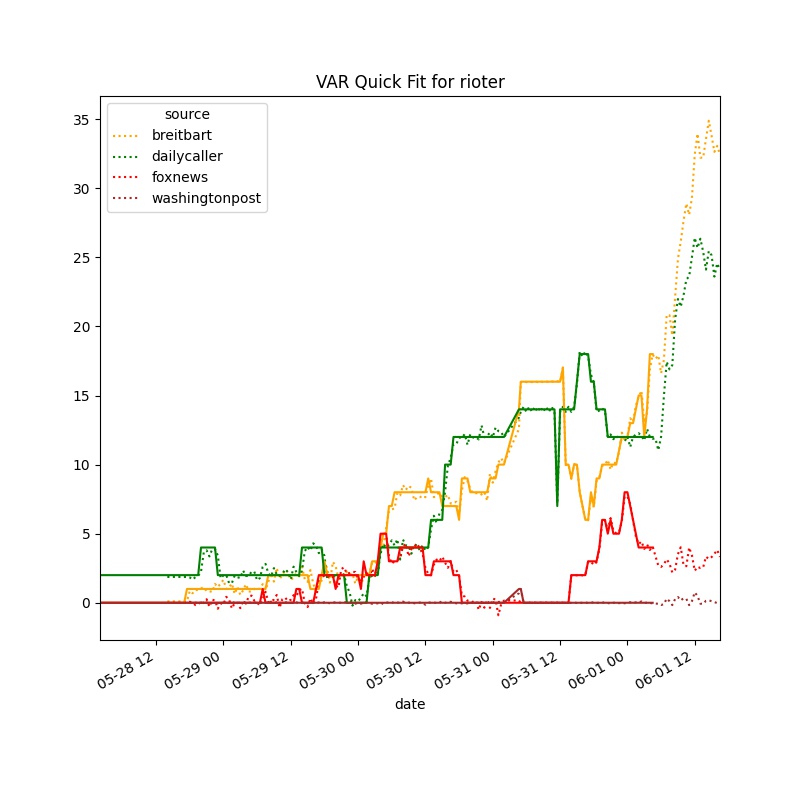 VAR Quick Fit for rioter
source
breitbart
dailycaller
foxnews
washingtonpost
35
30
25
20
15
10
5
0
05-28 12
05-29 00
05-29 12
05-30 00
05-30 12
05-31 00
05-31 12
06-01 00
06-01 12
date